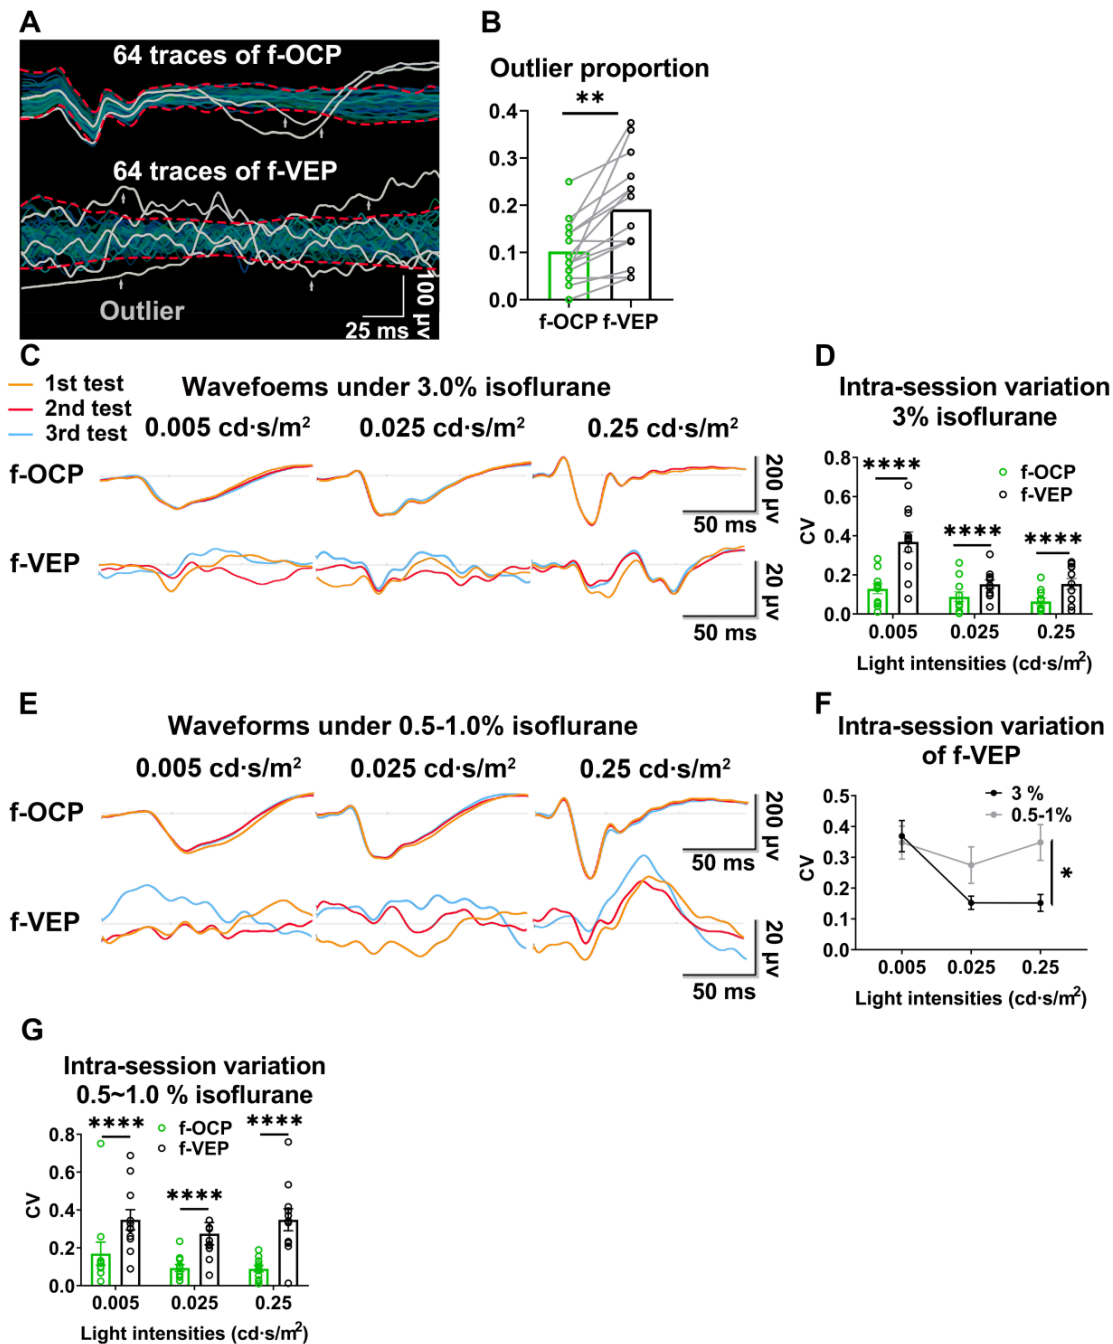 A
64 traces of f-OCP
64 traces of f-VEP
Outlier
100 μv
25 ms
B
Outlier proportion
**
0.4
0.3
0.2
0.1
0.0
f-OCP f-VEP
C
1st test
2nd test
3rd test
Wavefoems under 3.0% isoflurane
0.005 cd·s/m²
0.025 cd·s/m²
0.25 cd·s/m²
f-OCP
200 μv
50 ms
f-VEP
20 μv
50 ms
D
Intra-session variation
3% isoflurane
f-OCP
f-VEP
****
****
****
CV
0.8
0.6
0.4
0.2
0.0
0.005
0.025
0.25
Light intensities (cd·s/m²)
E
Waveforms under 0.5-1.0% isoflurane
0.005 cd·s/m²
0.025 cd·s/m²
0.25 cd·s/m²
f-OCP
200 μv
50 ms
f-VEP
20 μv
50 ms
F
Intra-session variation
of f-VEP
3 %
0.5-1%
*
CV
0.5
0.4
0.3
0.2
0.1
0.0
0.005
0.025
0.25
Light intensities (cd·s/m²)
G
Intra-session variation
0.5~1.0 % isoflurane
f-OCP
f-VEP
****
****
****
CV
0.8
0.6
0.4
0.2
0.0
0.005
0.025
0.25
Light intensities (cd·s/m²)